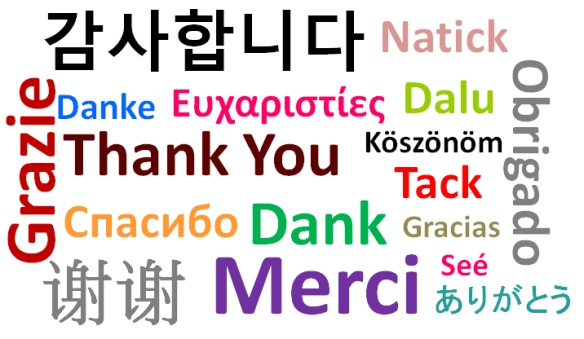 감사합니다
Natick
Grazie
Danke
Ευχαριστίες
Dalu
Obrigado
Thank You
Köszönöm
Tack
Спасибо
Dank
Gracias
谢谢
Merci
Seé
ありがとう